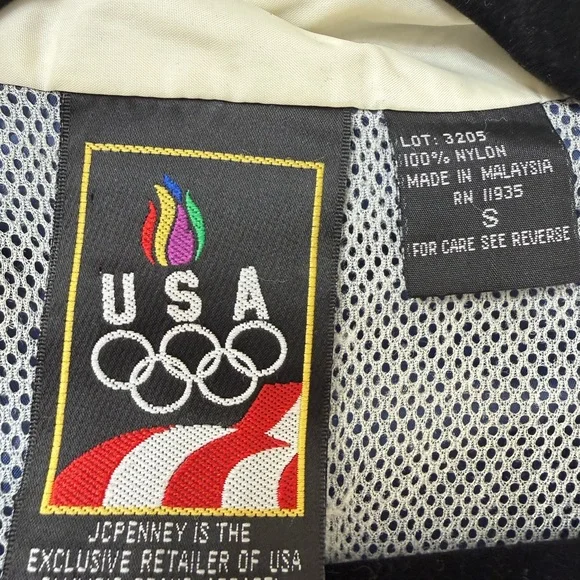 USA
JCPENNEY IS THE
EXCLUSIVE RETAILER OF USA
LOT: 3205
100% NYLON
MADE IN MALAYSIA
RN 11935
S
FOR CARE SEE REVERSE